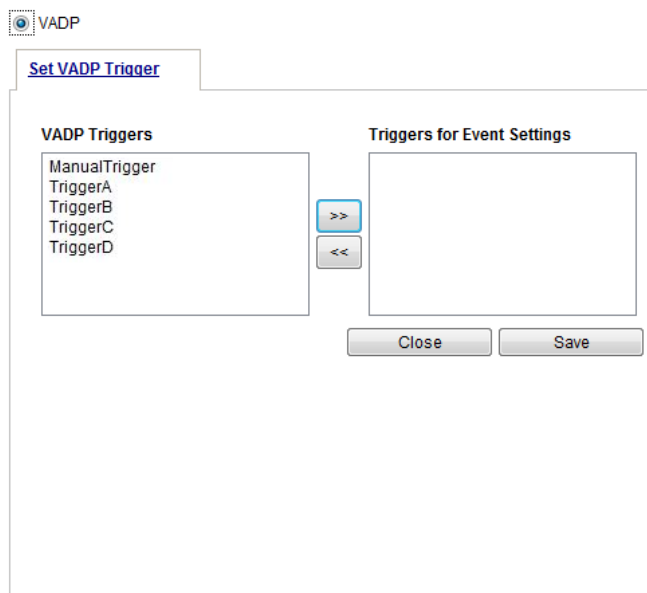 VADP
Set VADP Trigger
VADP Triggers
Triggers for Event Settings
ManualTrigger
TriggerA
TriggerB
TriggerC
TriggerD
>>
<<
Close
Save